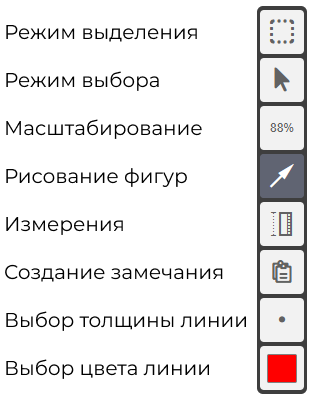 Режим выделения
Режим выбора
Масштабирование
88%
Рисование фигур
Измерения
Создание замечания
Выбор толщины линии
Выбор цвета линии